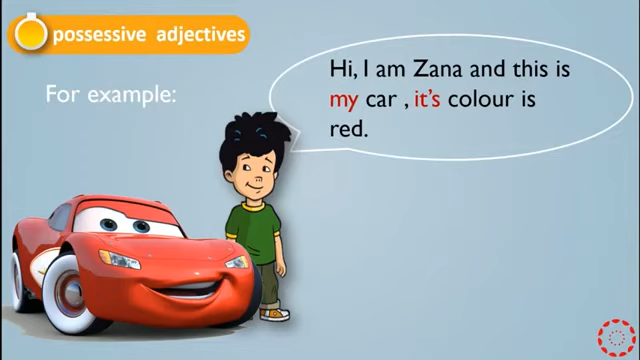 possessive adjectives
For example:
Hi, I am Zana and this is
my car , it's colour is
red.